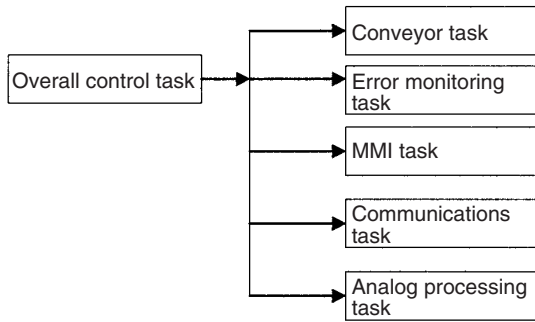 Conveyor task
Overall control task
Error monitoring
task
MMI task
Communications
task
Analog processing
task